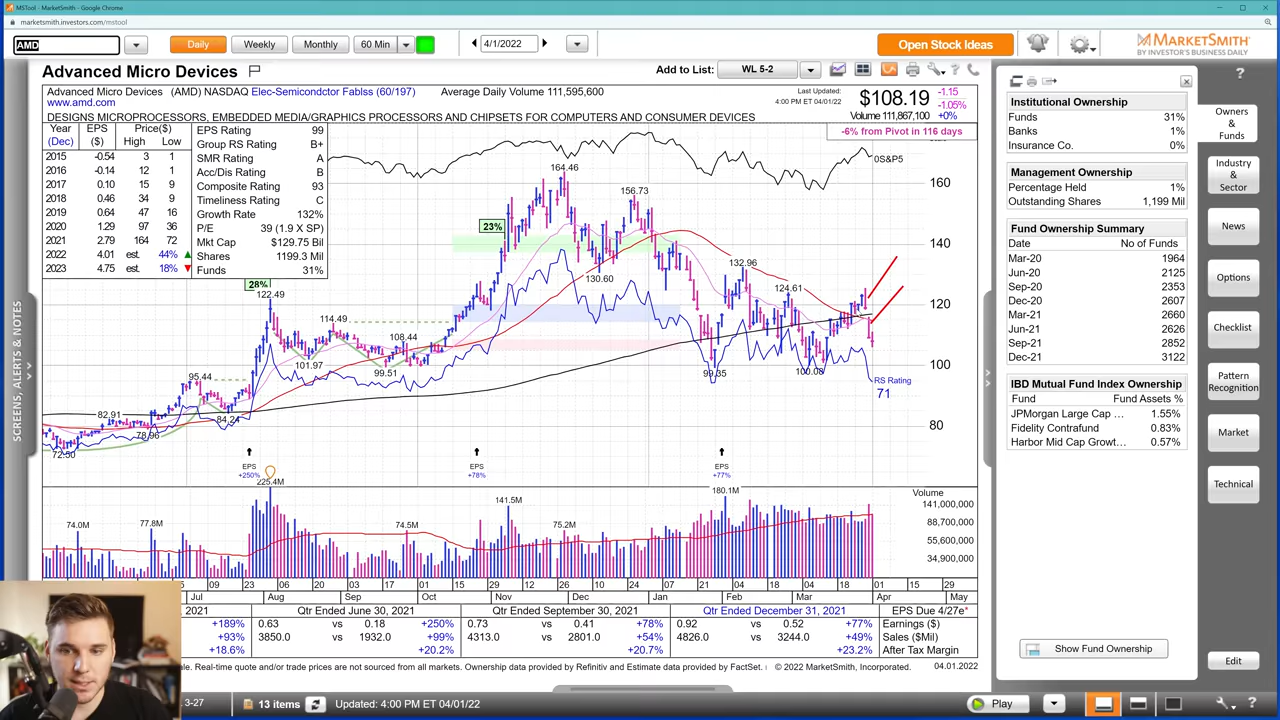 MSTool - MarketSmith - Google Chrome
marketsmith.investors.com/mstool
AMD
Daily
Weekly
Monthly
60 Min
4/1/2022
Open Stock Ideas
MARKETSMITH
BY INVESTOR'S BUSINESS DAILY
Advanced Micro Devices
Add to List:
WL 5-2
Advanced Micro Devices (AMD) NASDAQ Elec-Semicondctor Fablss (60/197) Average Daily Volume 111,595,600
www.amd.com
DESIGNS MICROPROCESSORS, EMBEDDED MEDIA/GRAPHICS PROCESSORS AND CHIPSETS FOR COMPUTERS AND CONSUMER DEVICES
Last Updated:
4:00 PM ET 04/01/22
$108.19
-1.15
-1.05%
Volume 111,867,100
+0%
-6% from Pivot in 116 days
Year EPS Price($)
(Dec) ($) High Low
2015 -0.54 3 1
2016 -0.14 12 1
2017 0.10 15 9
2018 0.46 34 9
2019 0.64 47 16
2020 1.29 97 36
2021 2.79 164 72
2022 4.01 est. 44%
2023 4.75 est. 18%
EPS Rating 99
Group RS Rating B+
SMR Rating A
Acc/Dis Rating B
Composite Rating 93
Timeliness Rating C
Growth Rate 132%
P/E 39 (1.9 X SP)
Mkt Cap $129.75 Bil
Shares 1199.3 Mil
Funds 31%
0S&P5
160
140
120
100
80
164.46
156.73
23%
130.60
132.96
28%
122.49
124.61
114.49
108.44
101.97
99.51
99.35
100.08
95.44
84.24
82.91
78.96
72.50
RS Rating
71
EPS
+250%
EPS
+78%
EPS
+77%
225.4M
180.1M
141.5M
74.0M
77.8M
74.5M
75.2M
Volume
141,000,000
88,700,000
55,600,000
34,900,000
09 23 06 20 03 17 01 15 29 12 26 10 24 07 21 04 18 04 18 01 15 29
Jul Aug Sep Oct Nov Dec Jan Feb Mar Apr May
, 2021 Qtr Ended June 30, 2021 Qtr Ended September 30, 2021 Qtr Ended December 31, 2021 EPS Due 4/27e*
+189% 0.63 vs 0.18 +250% 0.73 vs 0.41 +78% 0.92 vs 0.52 +77% Earnings ($)
+93% 3850.0 vs 1932.0 +99% 4313.0 vs 2801.0 +54% 4826.0 vs 3244.0 +49% Sales ($Mil)
+18.6% +20.2% +20.7% +23.2% After Tax Margin
scale. Real-time quote and/or trade prices are not sourced from all markets. Ownership data provided by Refinitiv and Estimate data provided by FactSet. © 2022 MarketSmith, Incorporated. 04.01.2022
3-27
13 items
Updated: 4:00 PM ET 04/01/22
Play
SCREENS, ALERTS & NOTES
Institutional Ownership
Funds 31%
Banks 1%
Insurance Co. 0%
Management Ownership
Percentage Held 1%
Outstanding Shares 1,199 Mil
Fund Ownership Summary
Date No of Funds
Mar-20 1964
Jun-20 2125
Sep-20 2353
Dec-20 2607
Mar-21 2660
Jun-21 2626
Sep-21 2852
Dec-21 3122
IBD Mutual Fund Index Ownership
Fund Fund Assets %
JPMorgan Large Cap ... 1.55%
Fidelity Contrafund 0.83%
Harbor Mid Cap Growt... 0.57%
Show Fund Ownership
Owners
&
Funds
Industry
&
Sector
News
Options
Checklist
Pattern
Recognition
Market
Technical
Edit